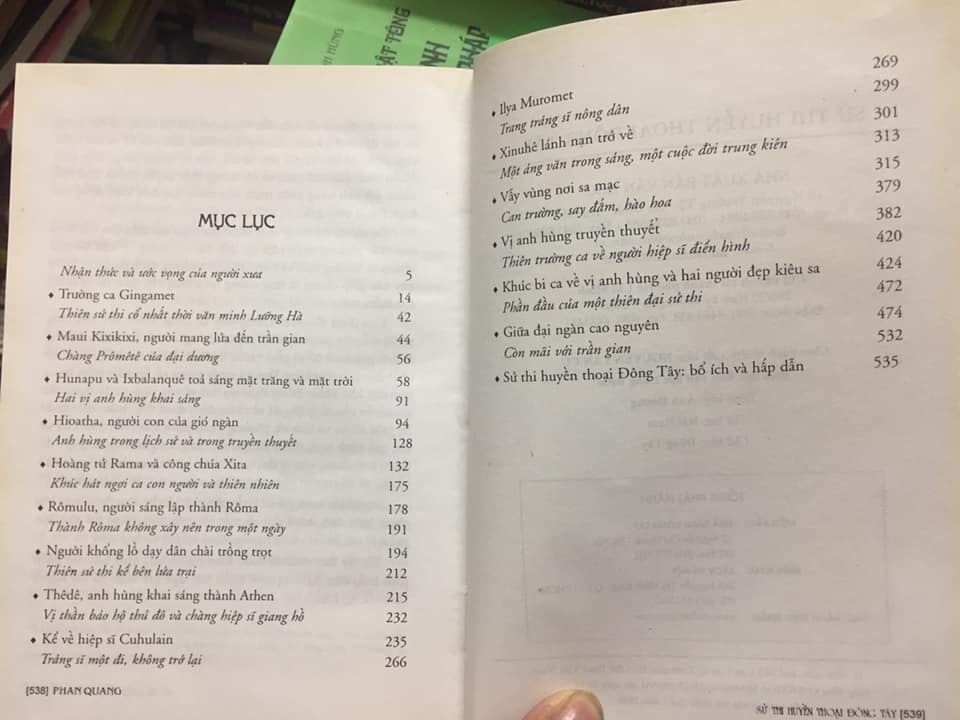 HÙNG
ẬT TÔNG
NH
HÁP
MỤC LỤC
Nhận thức và ước vọng của người xưa 5
♦ Trường ca Gingamet 14
Thiên sử thi cổ nhất thời văn minh Lưỡng Hà 42
♦ Maui Kixikixi, người mang lửa đến trần gian 44
Chàng Prômêtê của đại dương 56
♦ Hunapu và Ixbalanquê toả sáng mặt trăng và mặt trời 58
Hai vị anh hùng khai sáng 91
♦ Hioatha, người con của gió ngàn 94
Anh hùng trong lịch sử và trong truyền thuyết 128
♦ Hoàng tử Rama và công chúa Xita 132
Khúc hát ngợi ca con người và thiên nhiên 175
♦ Rômulu, người sáng lập thành Rôma 178
Thành Rôma không xây nên trong một ngày 191
♦ Người khổng lồ dạy dân chài trồng trọt 194
Thiên sử thi kể bên lửa trại 212
♦ Thêdê, anh hùng khai sáng thành Athen 215
Vị thần bảo hộ thủ đô và chàng hiệp sĩ giang hồ 232
♦ Kể về hiệp sĩ Cuhulain 235
Tráng sĩ một đi, không trở lại 266
[538] PHAN QUANG
♦ Ilya Muromet 269
Trang tráng sĩ nông dân 299
♦ Xinuhê lánh nạn trở về 301
Một áng văn trong sáng, một cuộc đời trung kiên 313
♦ Vẫy vùng nơi sa mạc 315
Can trường, say đắm, hào hoa 379
♦ Vị anh hùng truyền thuyết 382
Thiên trường ca về người hiệp sĩ điển hình 420
♦ Khúc bi ca về vị anh hùng và hai người đẹp kiêu sa 424
Phần đầu của một thiên đại sử thi 472
♦ Giữa đại ngàn cao nguyên 474
Còn mãi với trần gian 532
♦ Sử thi huyền thoại Đông Tây: bổ ích và hấp dẫn 535
SỬ THI HUYỀN THOẠI ĐÔNG TÂY [539]